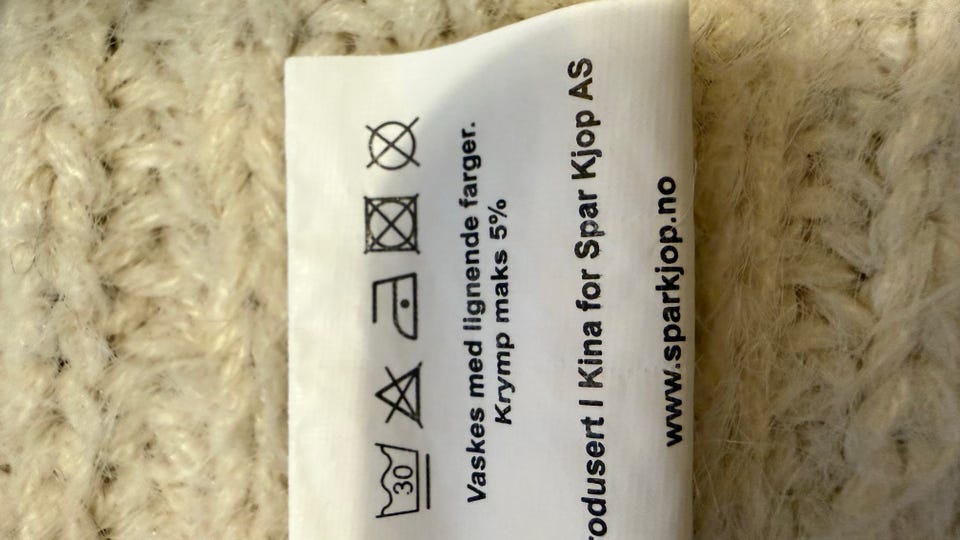 30
Vaskes med lignende farger.
Krymp maks 5%
rodusert I Kina for Spar Kjop AS
www.sparkjop.no